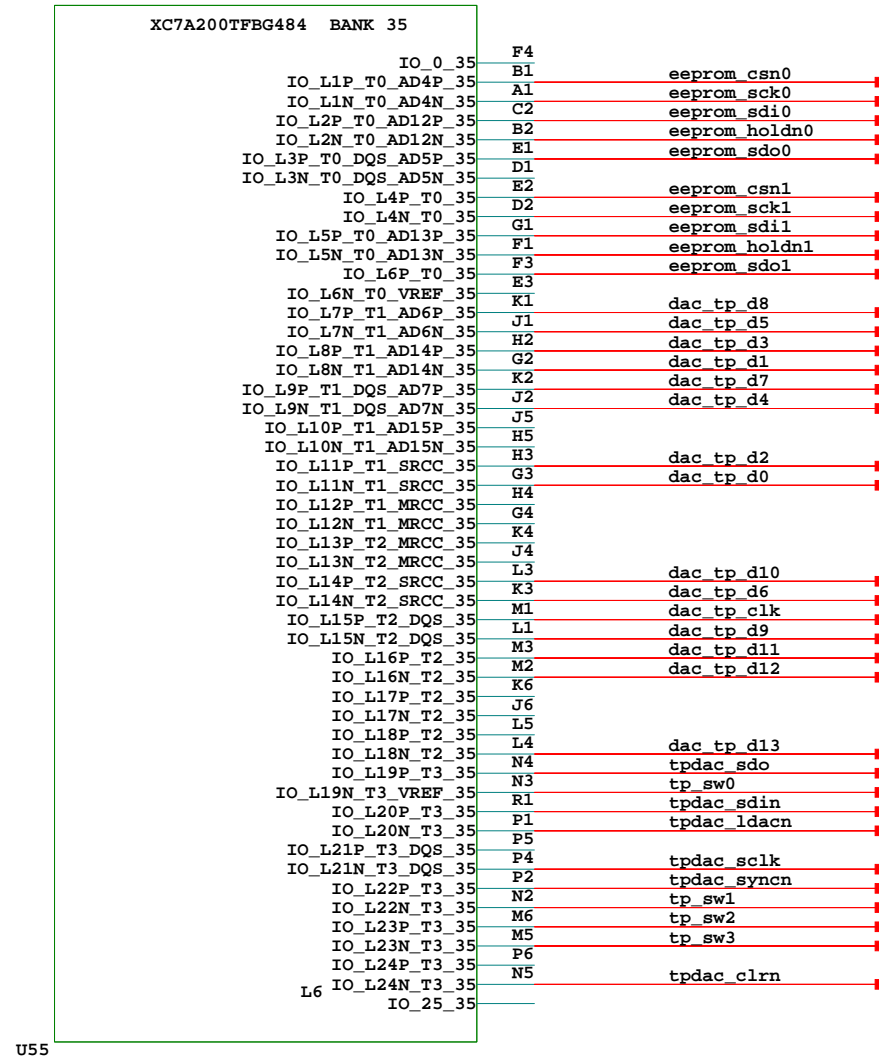 XC7A200TFBG484 BANK 35
IO_0_35 F4
IO_L1P_T0_AD4P_35 B1 eeprom_csn0
IO_L1N_T0_AD4N_35 A1 eeprom_sck0
IO_L2P_T0_AD12P_35 C2 eeprom_sdi0
IO_L2N_T0_AD12N_35 B2 eeprom_holdn0
IO_L3P_T0_DQS_AD5P_35 E1 eeprom_sdo0
IO_L3N_T0_DQS_AD5N_35 D1
IO_L4P_T0_35 E2 eeprom_csn1
IO_L4N_T0_35 D2 eeprom_sck1
IO_L5P_T0_AD13P_35 G1 eeprom_sdi1
IO_L5N_T0_AD13N_35 F1 eeprom_holdn1
IO_L6P_T0_35 F3 eeprom_sdo1
IO_L6N_T0_VREF_35 E3
IO_L7P_T1_AD6P_35 K1 dac_tp_d8
IO_L7N_T1_AD6N_35 J1 dac_tp_d5
IO_L8P_T1_AD14P_35 H2 dac_tp_d3
IO_L8N_T1_AD14N_35 G2 dac_tp_d1
IO_L9P_T1_DQS_AD7P_35 K2 dac_tp_d7
IO_L9N_T1_DQS_AD7N_35 J2 dac_tp_d4
IO_L10P_T1_AD15P_35 J5
IO_L10N_T1_AD15N_35 H5
IO_L11P_T1_SRCC_35 H3 dac_tp_d2
IO_L11N_T1_SRCC_35 G3 dac_tp_d0
IO_L12P_T1_MRCC_35 H4
IO_L12N_T1_MRCC_35 G4
IO_L13P_T2_MRCC_35 K4
IO_L13N_T2_MRCC_35 J4
IO_L14P_T2_SRCC_35 L3 dac_tp_d10
IO_L14N_T2_SRCC_35 K3 dac_tp_d6
IO_L15P_T2_DQS_35 M1 dac_tp_clk
IO_L15N_T2_DQS_35 L1 dac_tp_d9
IO_L16P_T2_35 M3 dac_tp_d11
IO_L16N_T2_35 M2 dac_tp_d12
IO_L17P_T2_35 K6
IO_L17N_T2_35 J6
IO_L18P_T2_35 L5
IO_L18N_T2_35 L4 dac_tp_d13
IO_L19P_T3_35 N4 tpdac_sdo
IO_L19N_T3_VREF_35 N3 tp_sw0
IO_L20P_T3_35 R1 tpdac_sdin
IO_L20N_T3_35 P1 tpdac_ldacn
IO_L21P_T3_DQS_35 P5
IO_L21N_T3_DQS_35 P4 tpdac_sclk
IO_L22P_T3_35 P2 tpdac_syncn
IO_L22N_T3_35 N2 tp_sw1
IO_L23P_T3_35 M6 tp_sw2
IO_L23N_T3_35 M5 tp_sw3
IO_L24P_T3_35 P6
IO_L24N_T3_35 N5 tpdac_clrn
L6 IO_25_35
U55